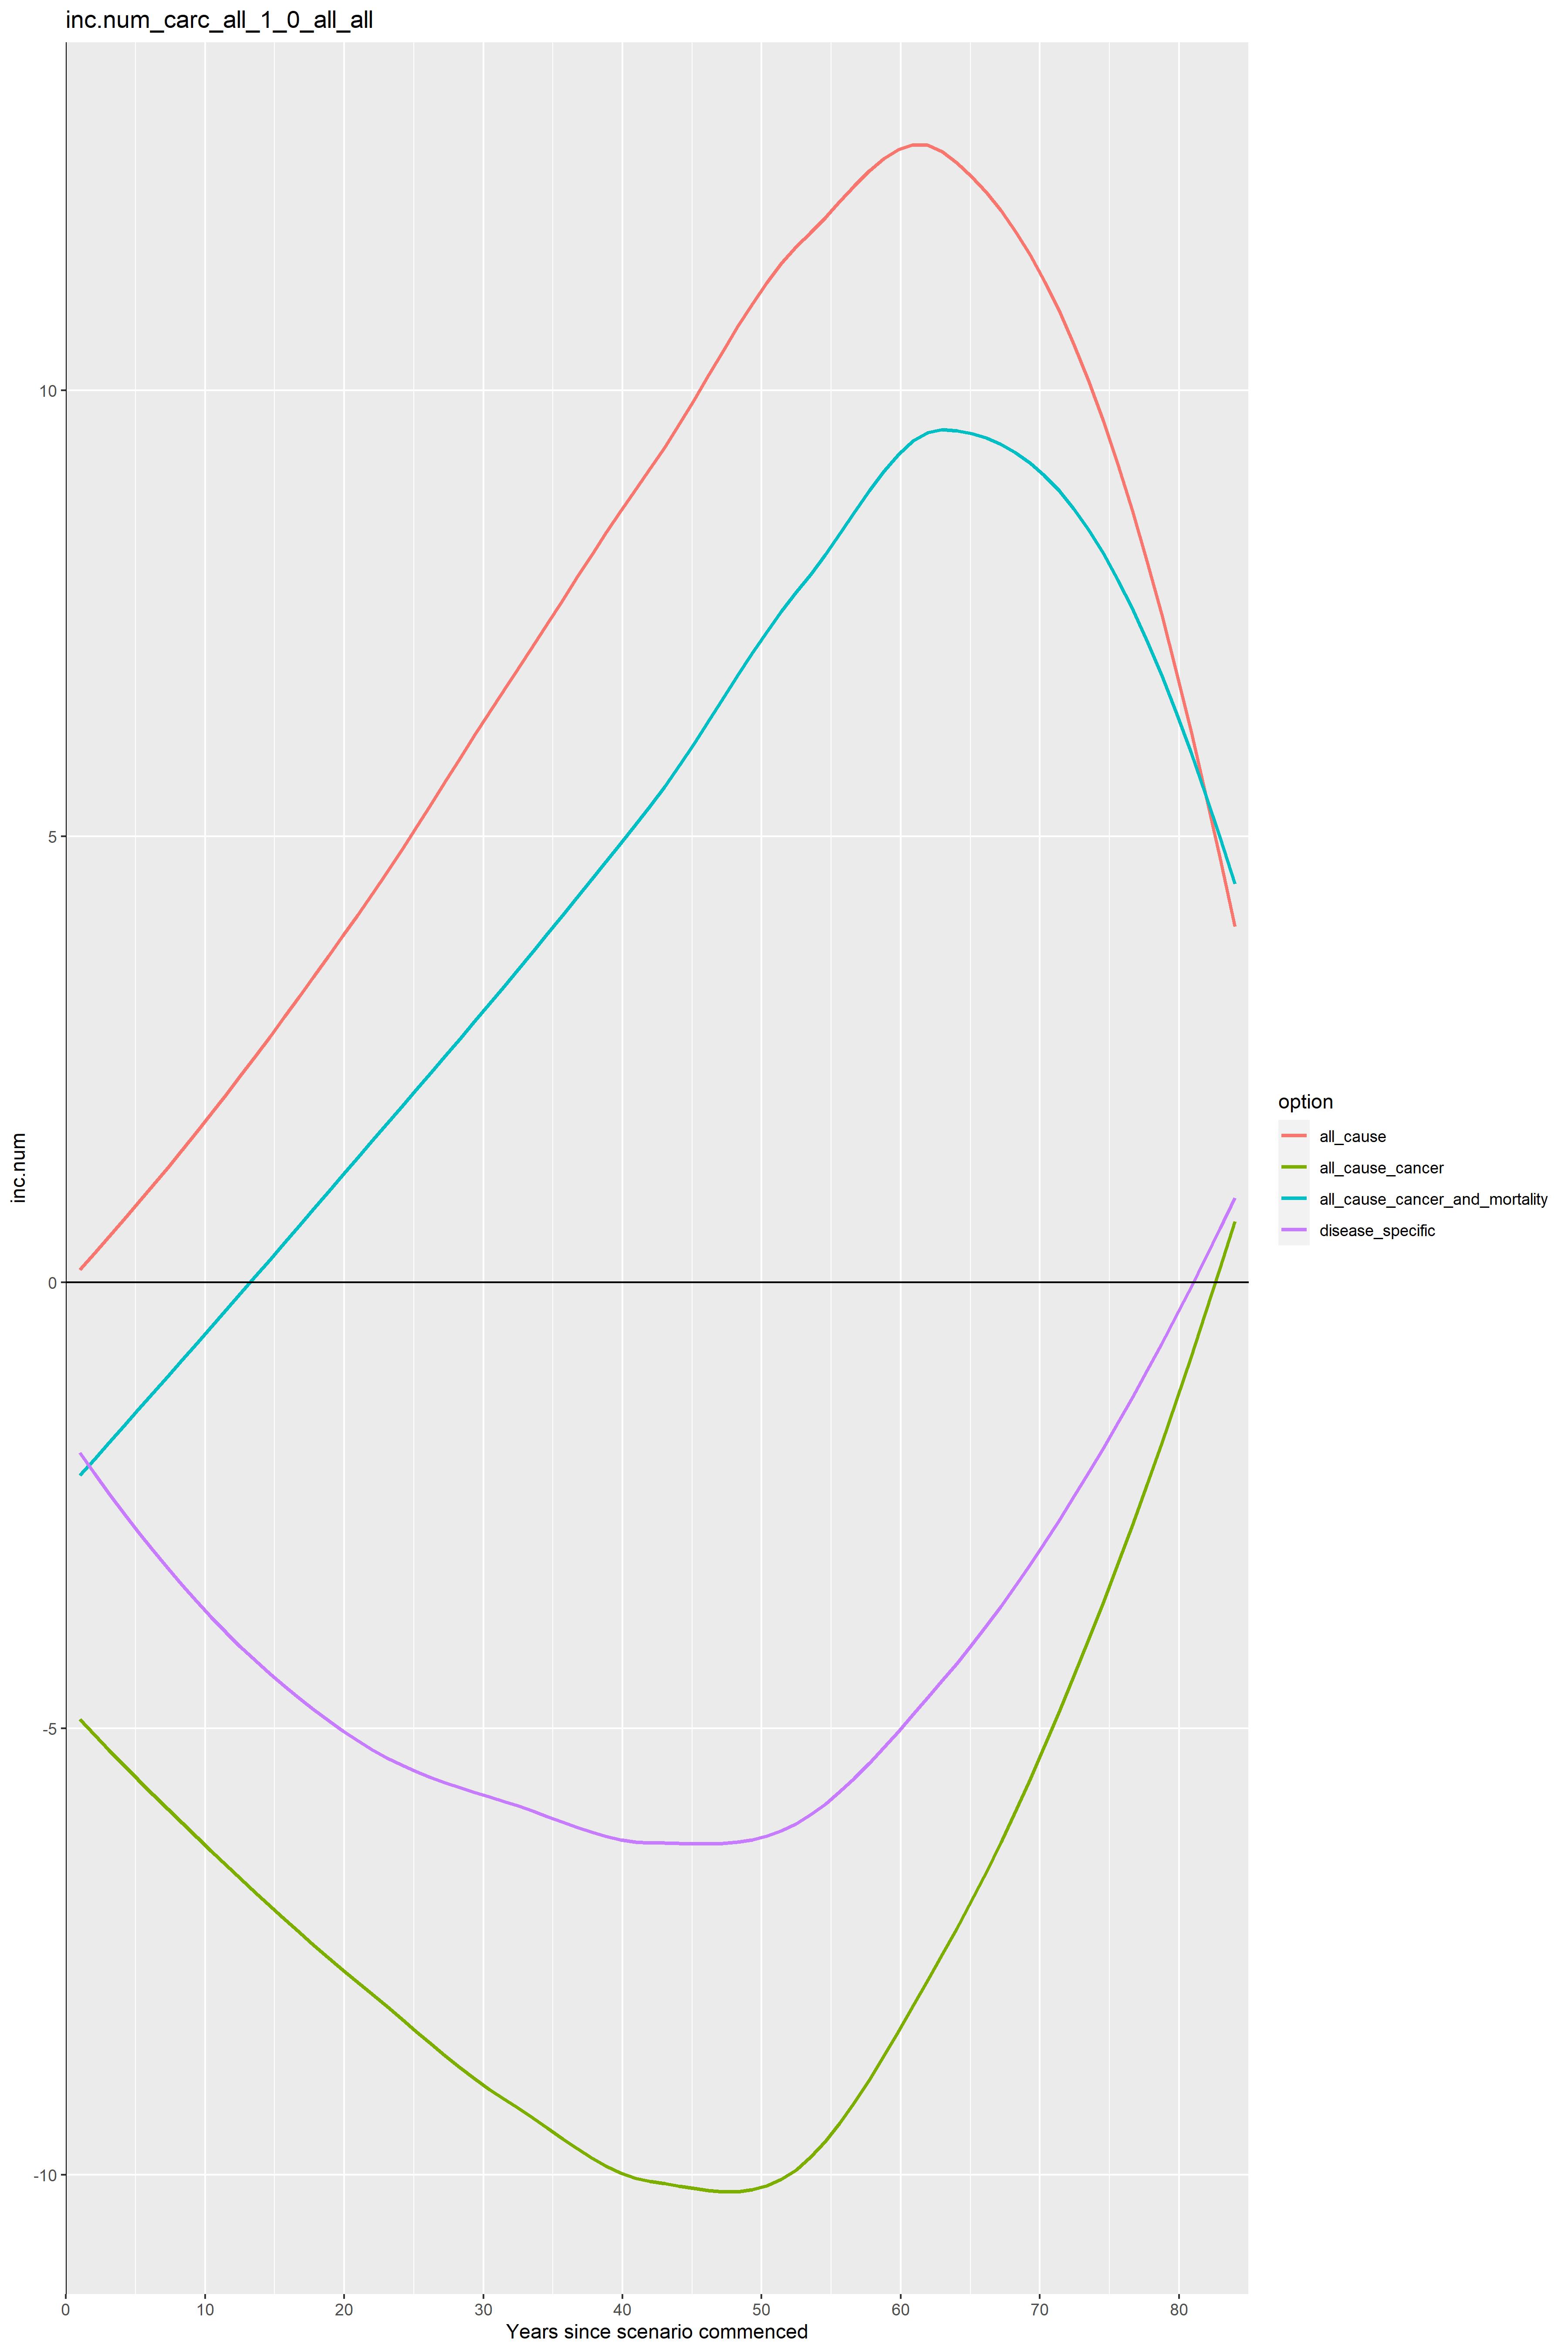 inc.num_carc_all_1_0_all_all
10
5
0
-5
-10
inc.num
0 10 20 30 40 50 60 70 80
Years since scenario commenced
option
all_cause
all_cause_cancer
all_cause_cancer_and_mortality
disease_specific